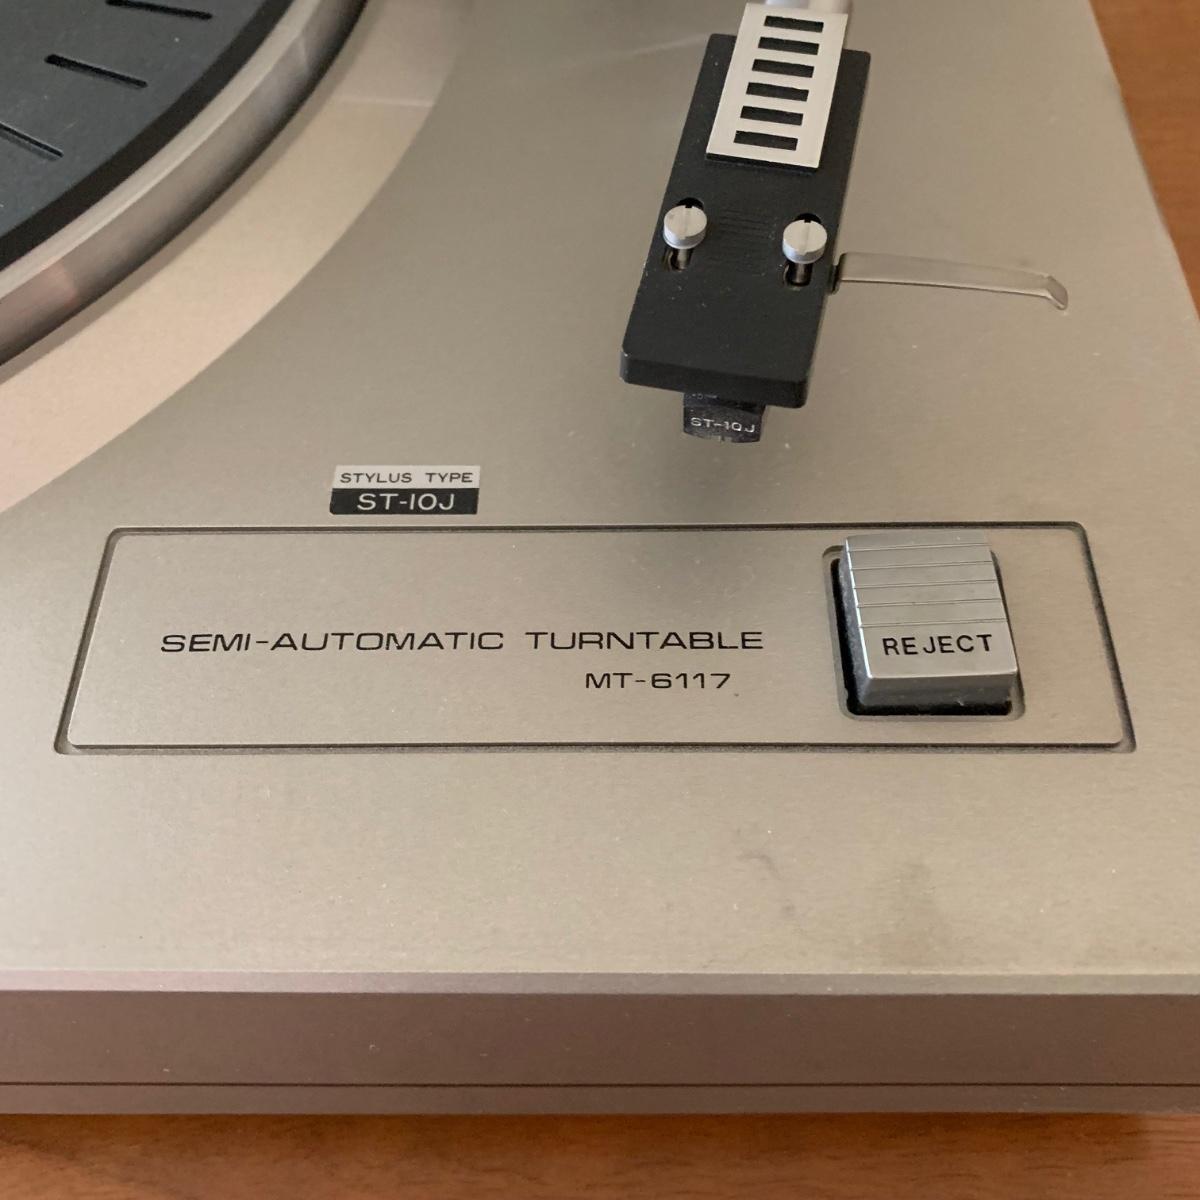 ST-10J
STYLUS TYPE
ST-10J
SEMI-AUTOMATIC TURNTABLE
MT-6117
REJECT